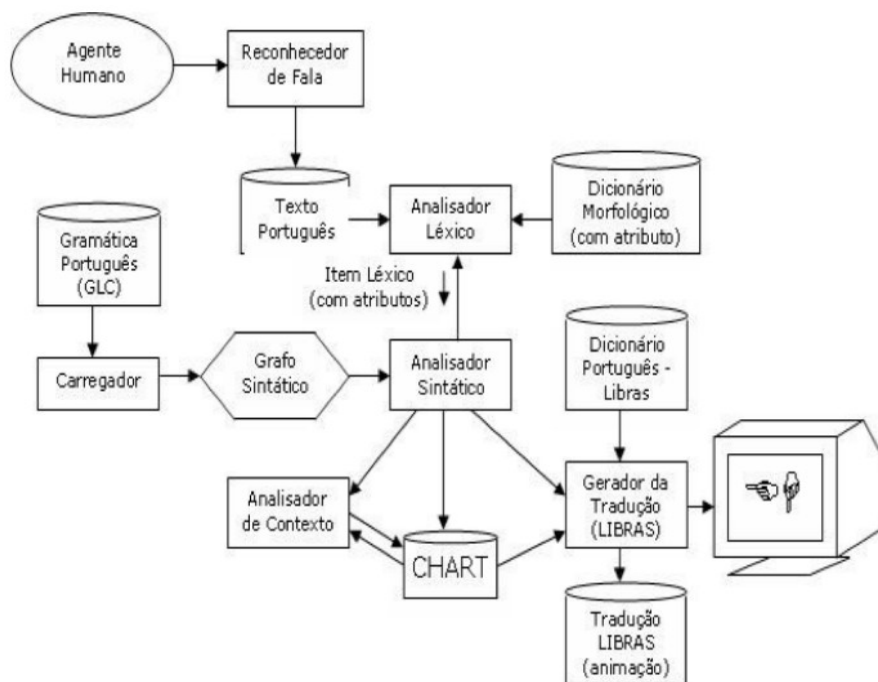 Agente
Humano
Reconhecedor
de Fala
Texto
Português
Analisador
Léxico
Dicionário
Morfológico
(com atributo)
Gramática
Português
(GLC)
Item Léxico
(com atributos)
Carregador
Grafo
Sintático
Analisador
Sintático
Dicionário
Português -
Libras
Analisador
de Contexto
CHART
Gerador da
Tradução
(LIBRAS)
Tradução
LIBRAS
(animação)